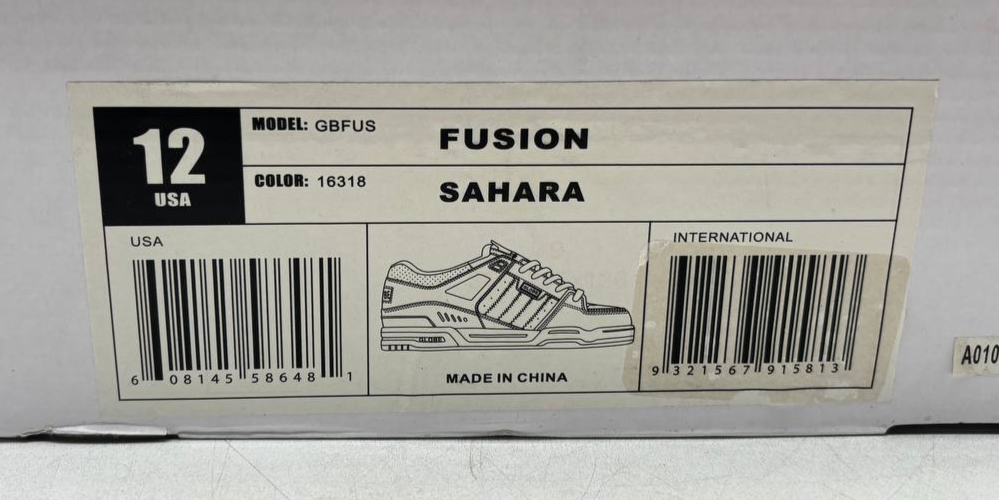 12
USA
MODEL: GBFUS
FUSION
COLOR: 16318
SAHARA
USA
6 08145 58648 1
GLOBE
MADE IN CHINA
INTERNATIONAL
9 321567 915813
A010